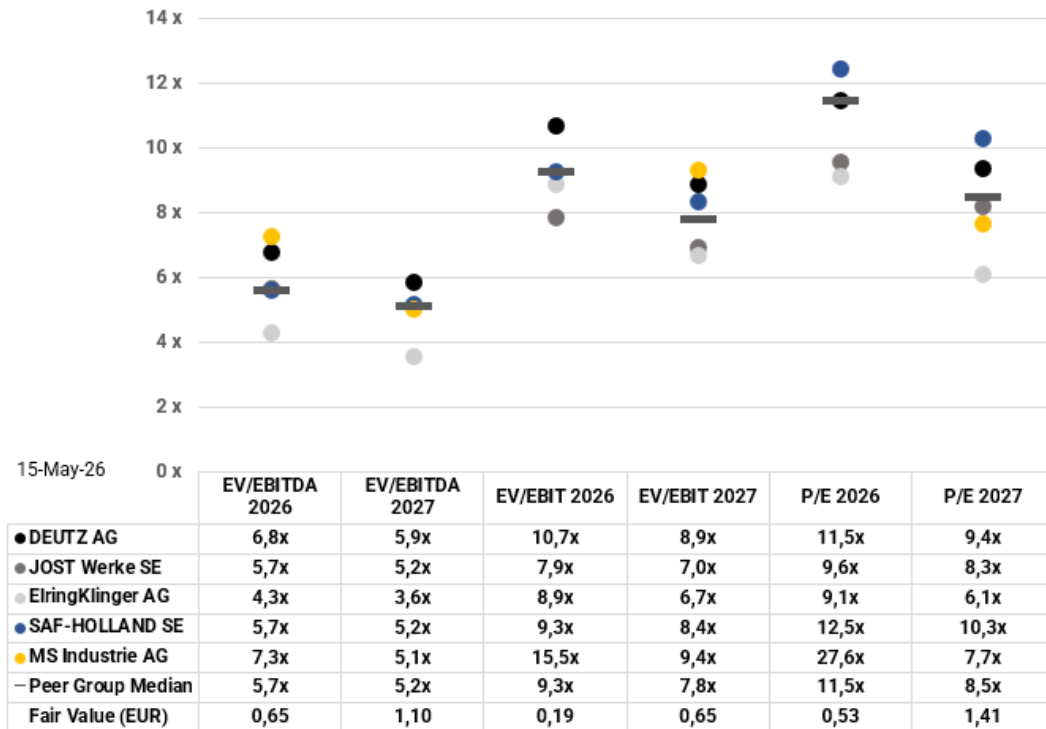 14 x
12 x
10 x
8 x
6 x
4 x
2 x
15-May-26 0 x
EV/EBITDA 2026 EV/EBITDA 2027 EV/EBIT 2026 EV/EBIT 2027 P/E 2026 P/E 2027
DEUTZ AG 6,8x 5,9x 10,7x 8,9x 11,5x 9,4x
JOST Werke SE 5,7x 5,2x 7,9x 7,0x 9,6x 8,3x
ElringKlinger AG 4,3x 3,6x 8,9x 6,7x 9,1x 6,1x
SAF-HOLLAND SE 5,7x 5,2x 9,3x 8,4x 12,5x 10,3x
MS Industrie AG 7,3x 5,1x 15,5x 9,4x 27,6x 7,7x
Peer Group Median 5,7x 5,2x 9,3x 7,8x 11,5x 8,5x
Fair Value (EUR) 0,65 1,10 0,19 0,65 0,53 1,41